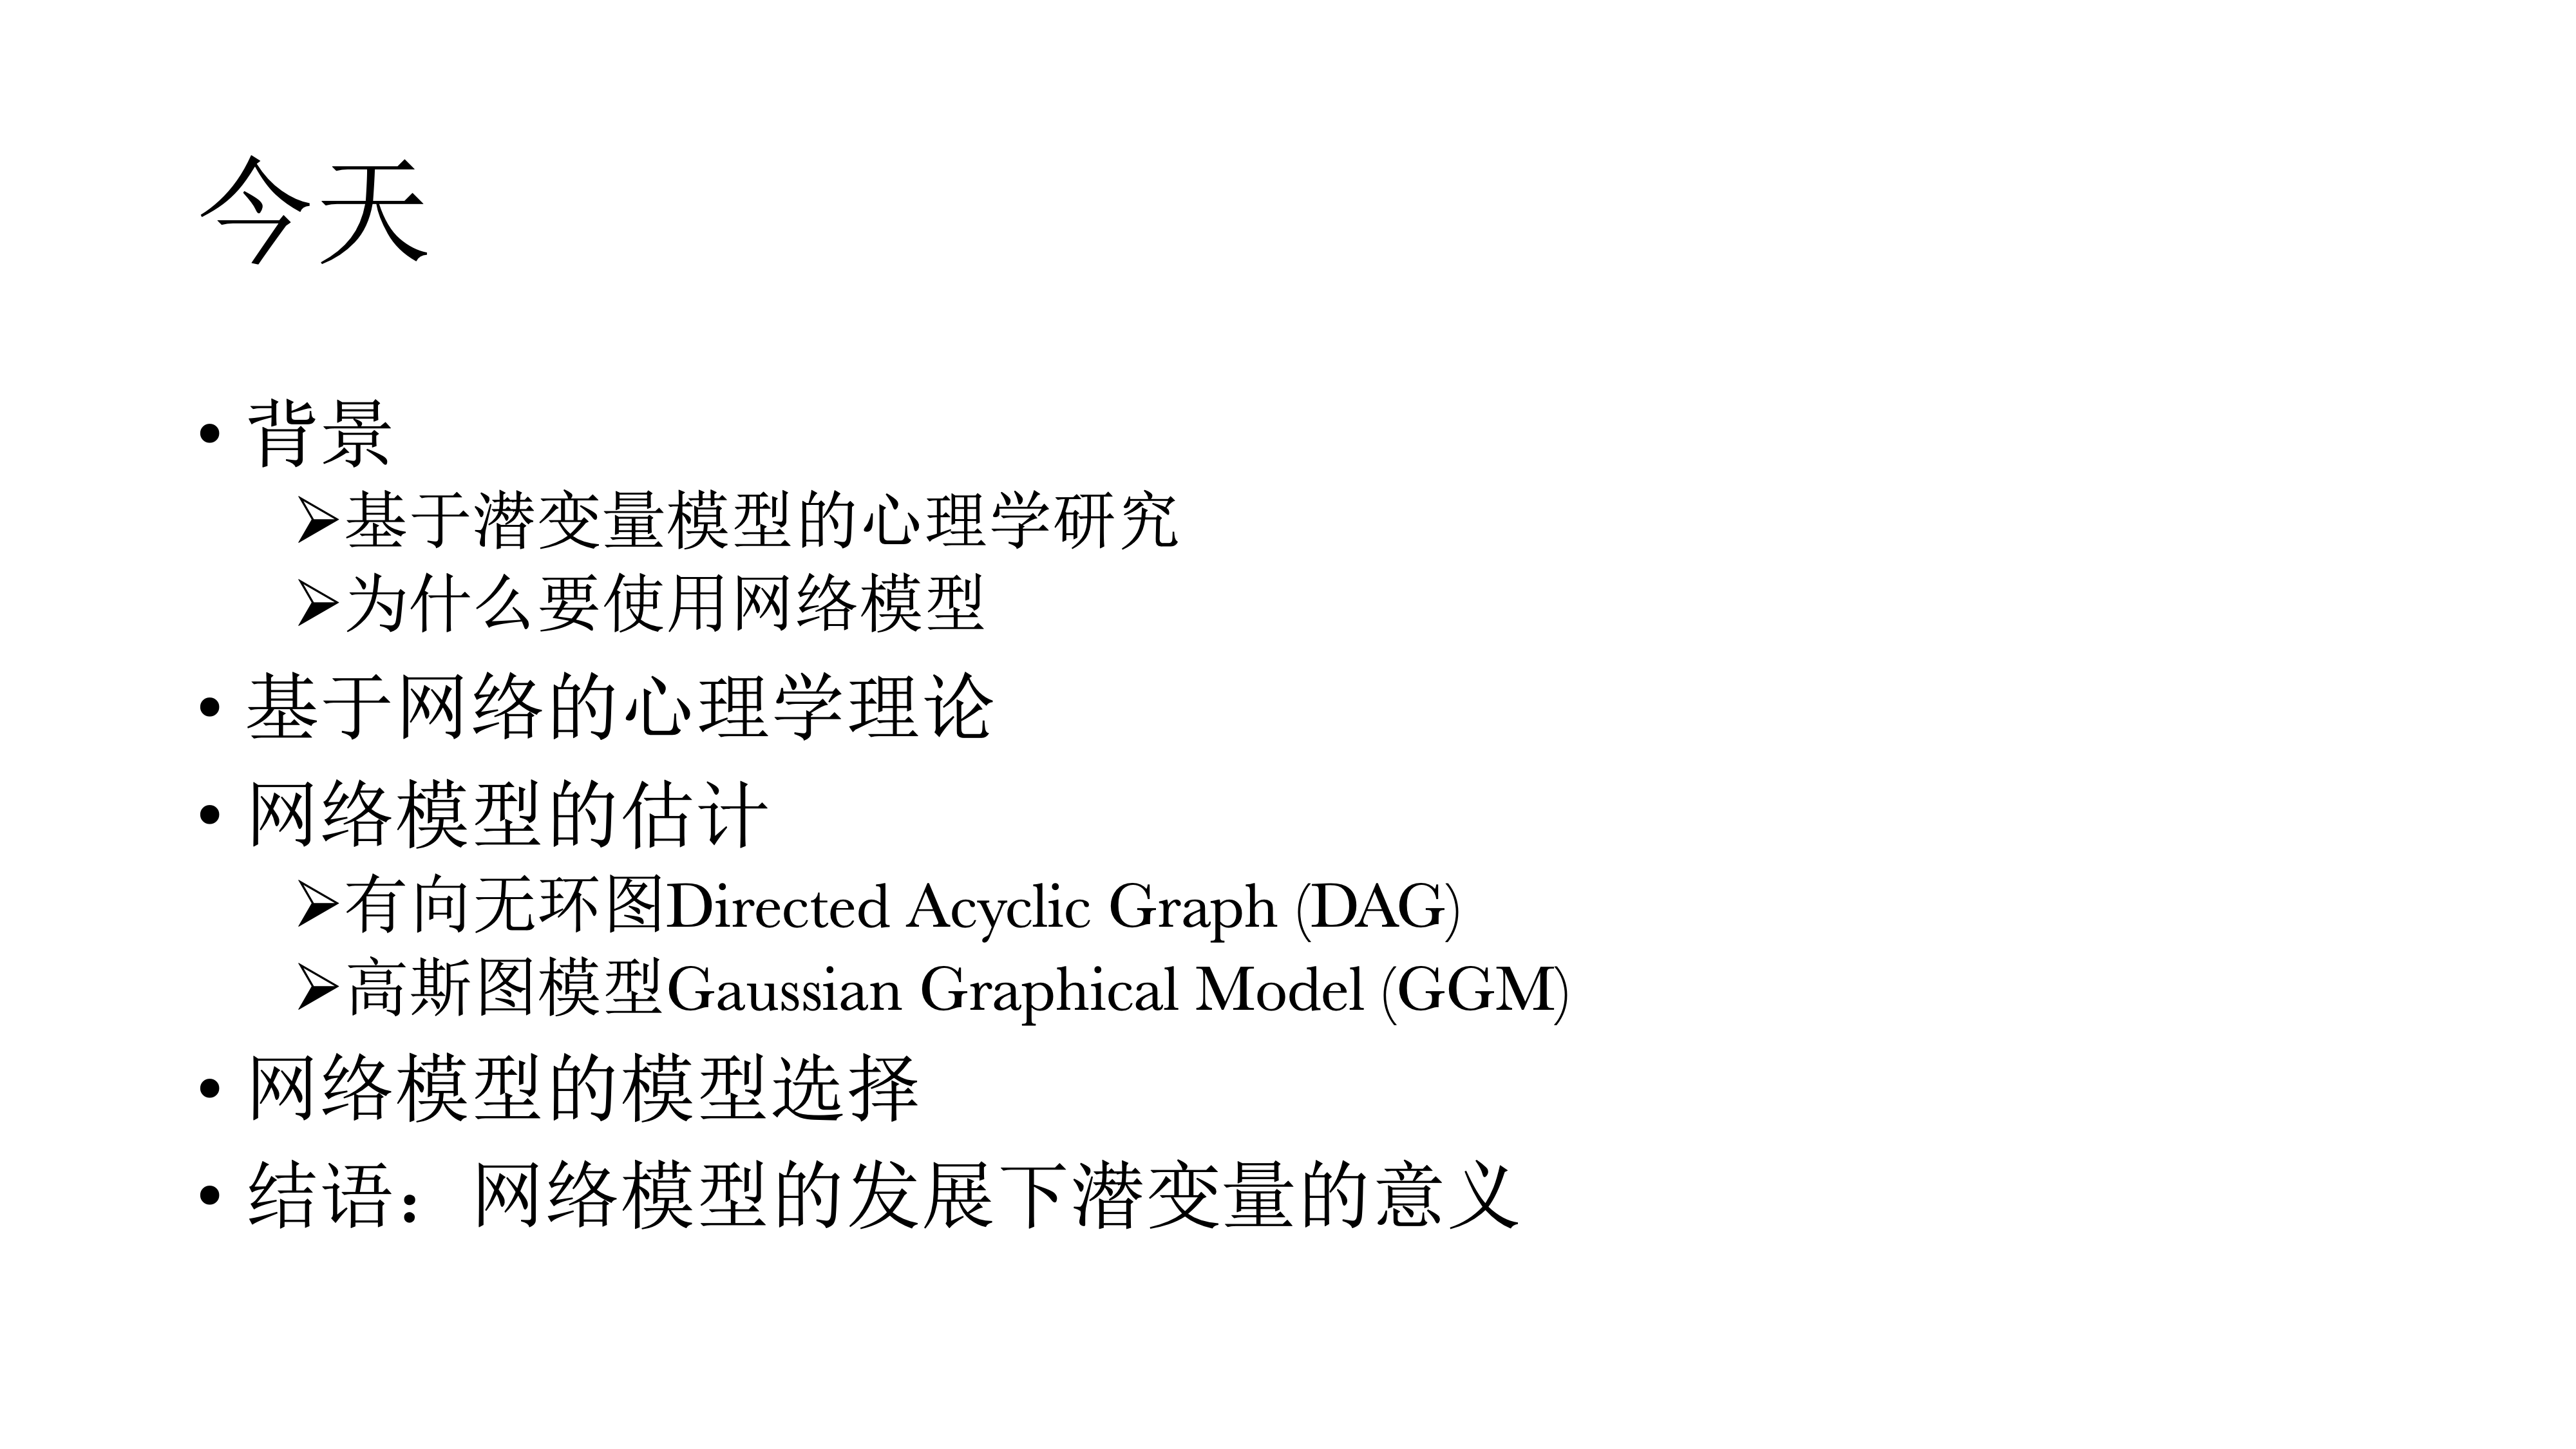 今天
• 背景
➢基于潜变量模型的心理学研究
➢为什么要使用网络模型
• 基于网络的心理学理论
• 网络模型的估计
➢有向无环图Directed Acyclic Graph (DAG)
➢高斯图模型Gaussian Graphical Model (GGM)
• 网络模型的模型选择
• 结语：网络模型的发展下潜变量的意义